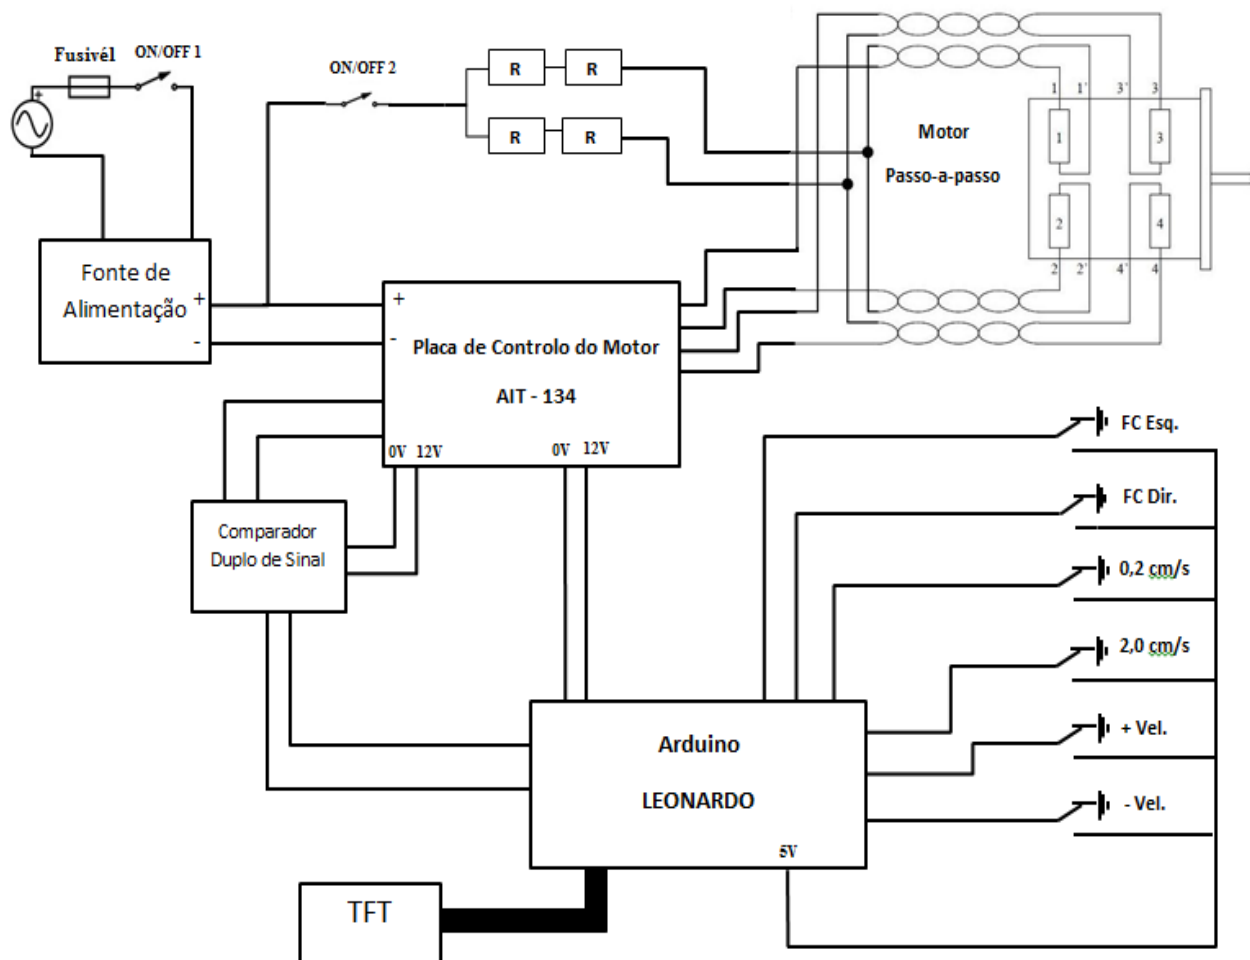 Fusivél
ON/OFF 1
ON/OFF 2
R
R
R
R
Motor
Passo-a-passo
1
1'
3'
3
1
3
2
4
2
2'
4'
4
Fonte de
Alimentação
+
-
+
-
Placa de Controlo do Motor
AIT - 134
0V
12V
0V
12V
Comparador
Duplo de Sinal
FC Esq.
FC Dir.
0,2 cm/s
2,0 cm/s
+ Vel.
- Vel.
Arduino
LEONARDO
5V
TFT